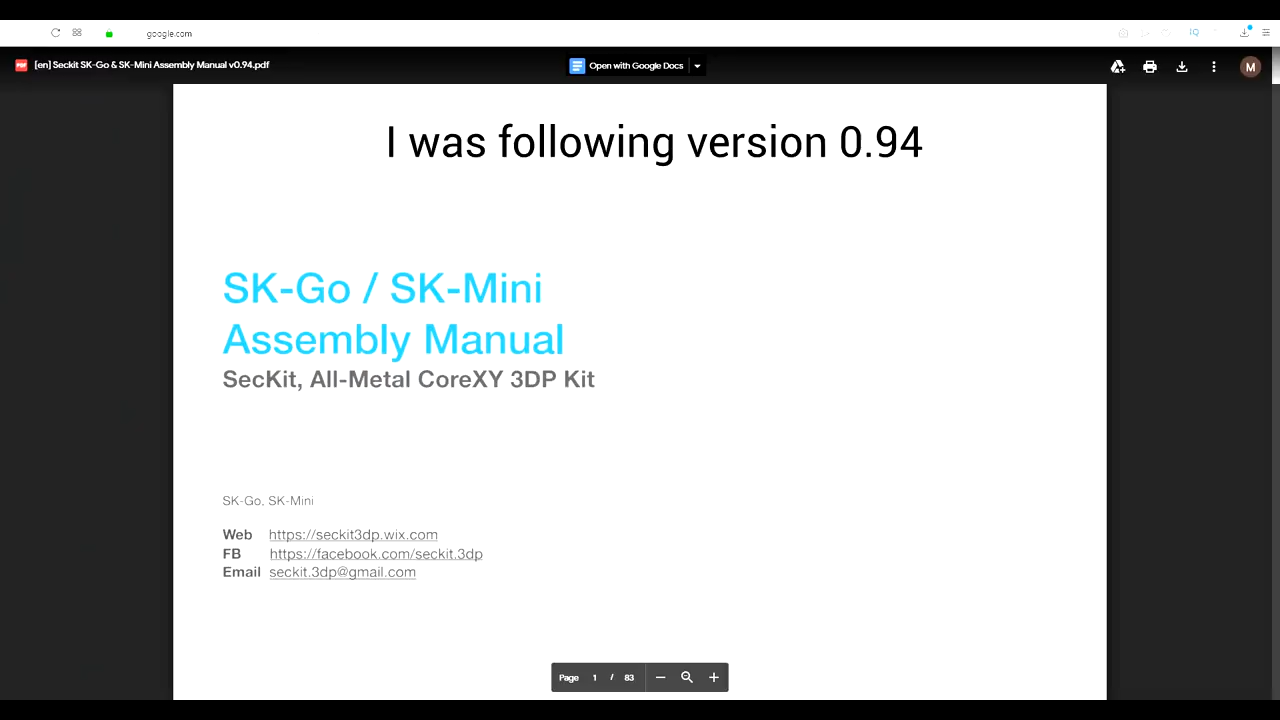 google.com
[en] Seckit SK-Go & SK-Mini Assembly Manual v0.94.pdf
Open with Google Docs
M
I was following version 0.94
SK-Go / SK-Mini
Assembly Manual
SecKit, All-Metal CoreXY 3DP Kit
SK-Go, SK-Mini
Web https://seckit3dp.wix.com
FB https://facebook.com/seckit.3dp
Email seckit.3dp@gmail.com
Page 1 / 83